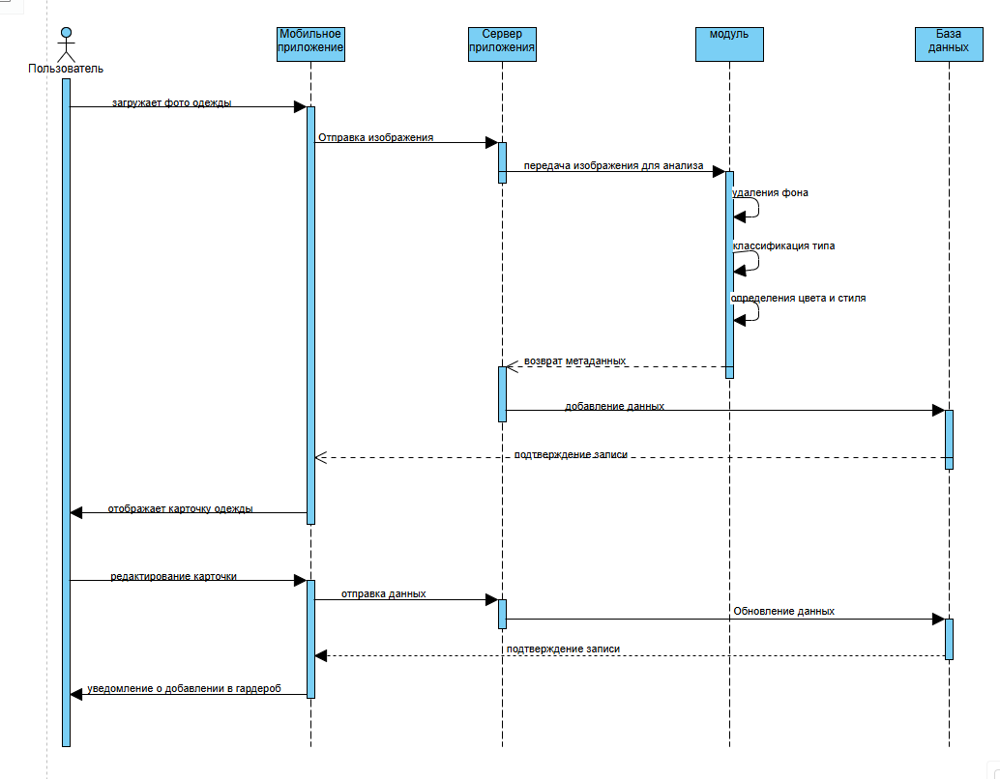 Пользователь
Мобильное
приложение
Сервер
приложения
модуль
База
данных
загружает фото одежды
Отправка изображения
передача изображения для анализа
удаления фона
классификация типа
определения цвета и стиля
возврат метаданных
добавление данных
подтверждение записи
отображает карточку одежды
редактирование карточки
отправка данных
Обновление данных
подтверждение записи
уведомление о добавлении в гардероб